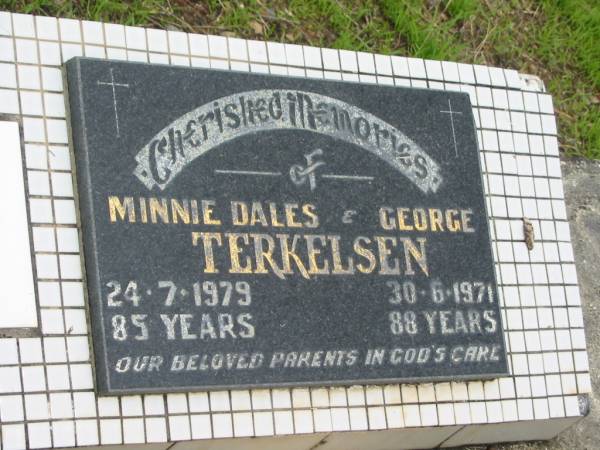 Cherished Memories
of
MINNIE DALES & GEORGE
TERKELSEN
24·7·1979 30·6·1971
85 YEARS 88 YEARS
OUR BELOVED PARENTS IN GOD'S CARE